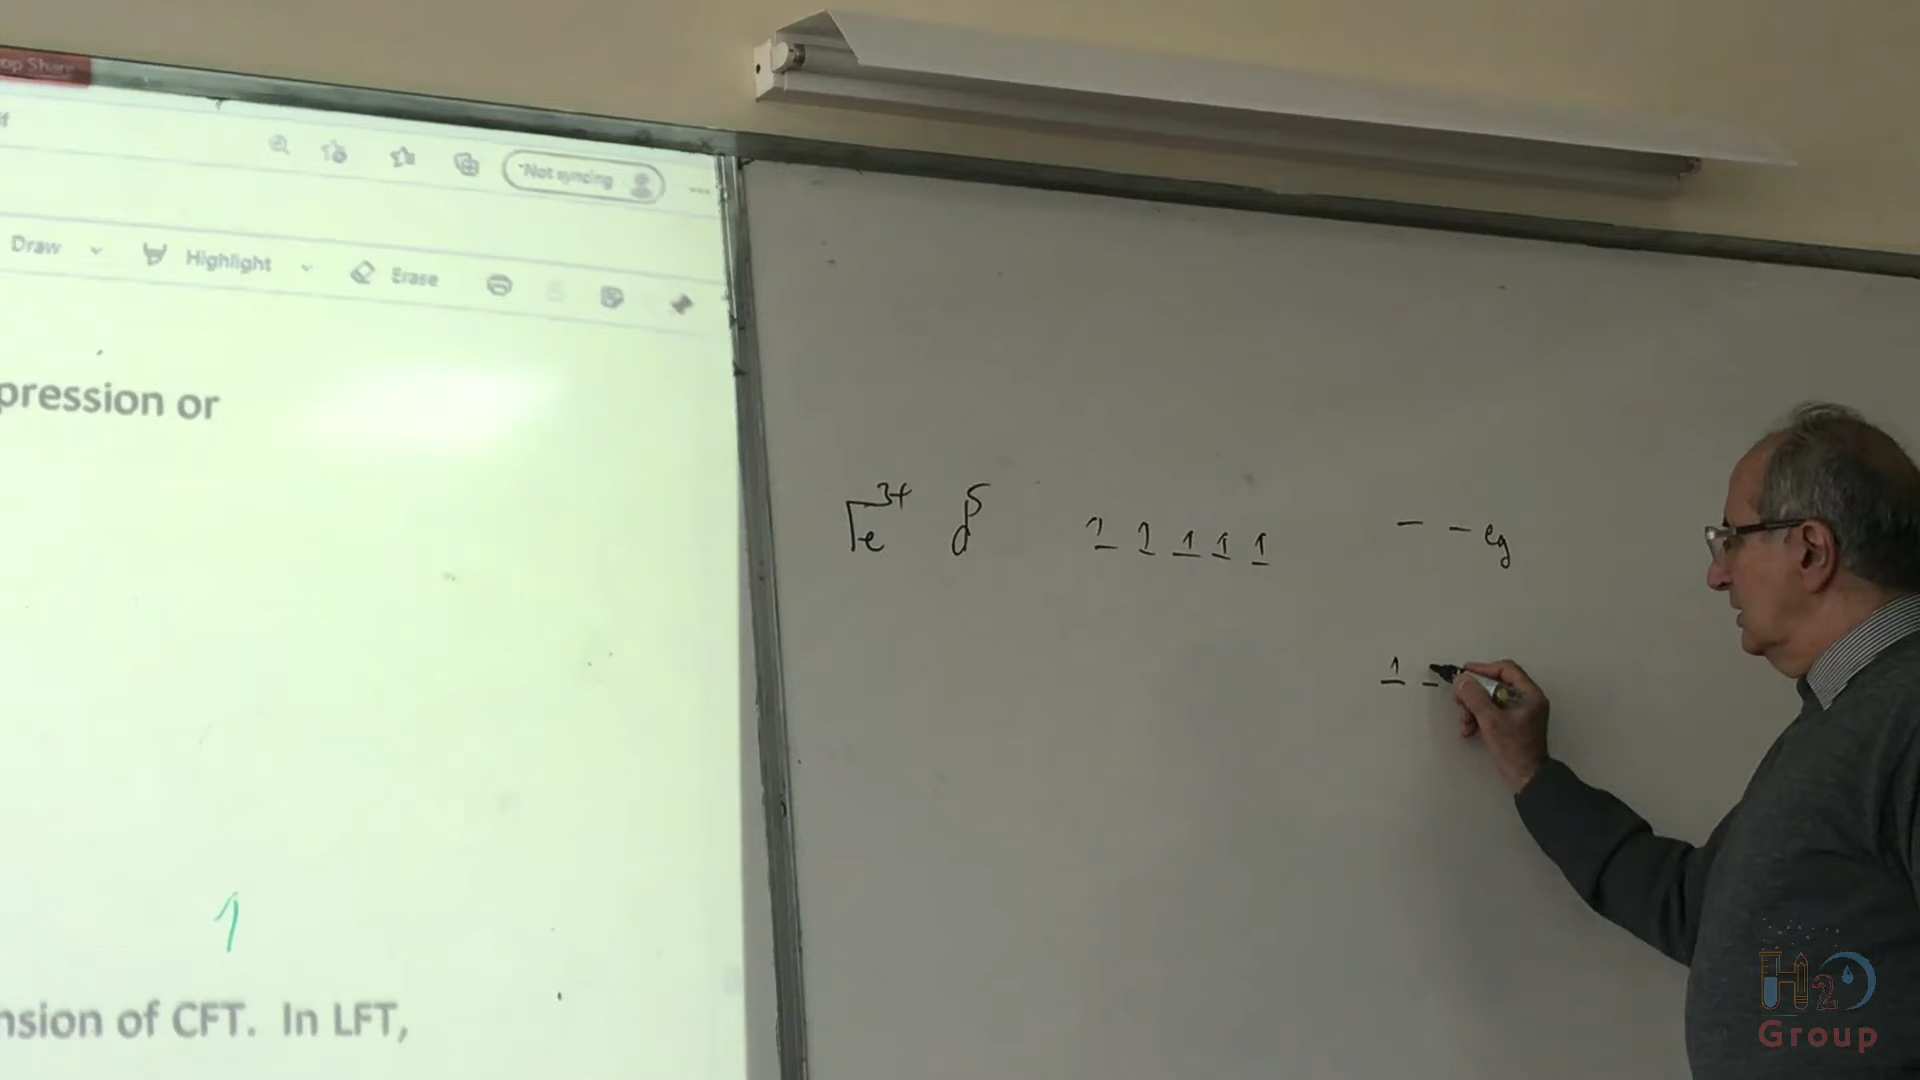 Not syncing
Draw
Highlight
Erase
pression or
1
nsion of CFT. In LFT,
Fe3+ d5 1 1 1 1 1
eg
1
H2O
Group